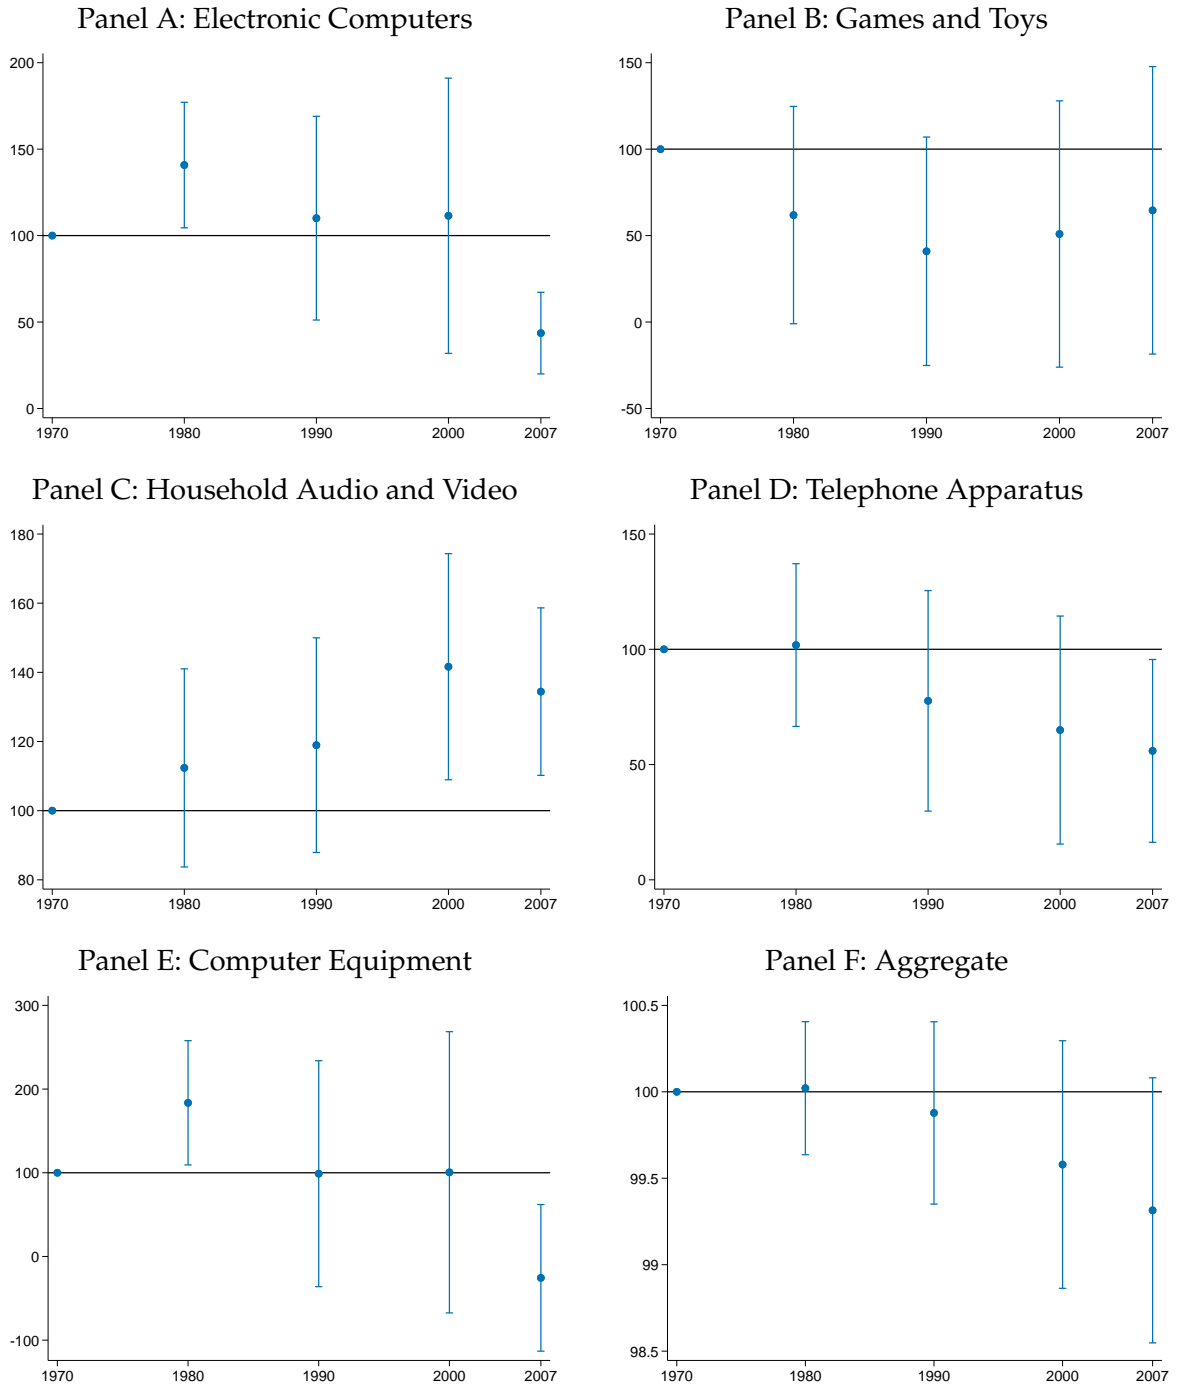 Panel A: Electronic Computers
200
150
100
50
0
1970 1980 1990 2000 2007
Panel B: Games and Toys
150
100
50
0
-50
1970 1980 1990 2000 2007
Panel C: Household Audio and Video
180
160
140
120
100
80
1970 1980 1990 2000 2007
Panel D: Telephone Apparatus
150
100
50
0
1970 1980 1990 2000 2007
Panel E: Computer Equipment
300
200
100
0
-100
1970 1980 1990 2000 2007
Panel F: Aggregate
100.5
100
99.5
99
98.5
1970 1980 1990 2000 2007